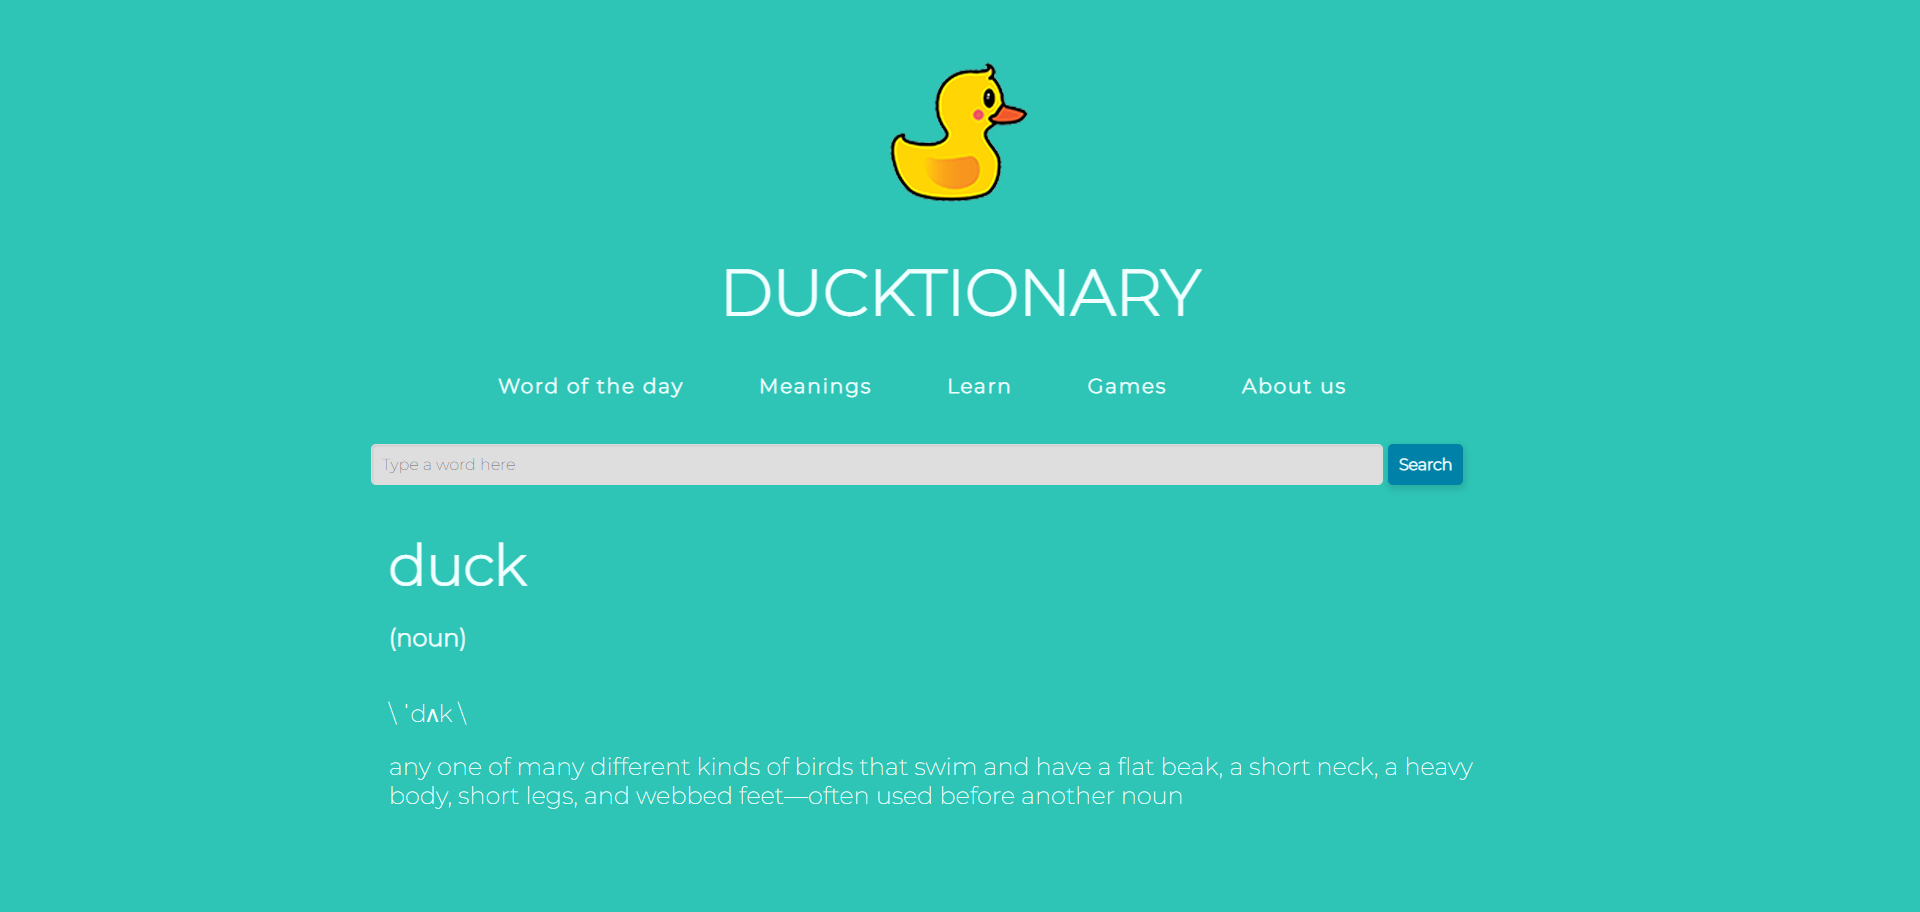 DUCKTIONARY
Word of the day Meanings Learn Games About us
Type a word here Search
duck
(noun)
\ ˈdʌk \
any one of many different kinds of birds that swim and have a flat beak, a short neck, a heavy
body, short legs, and webbed feet—often used before another noun